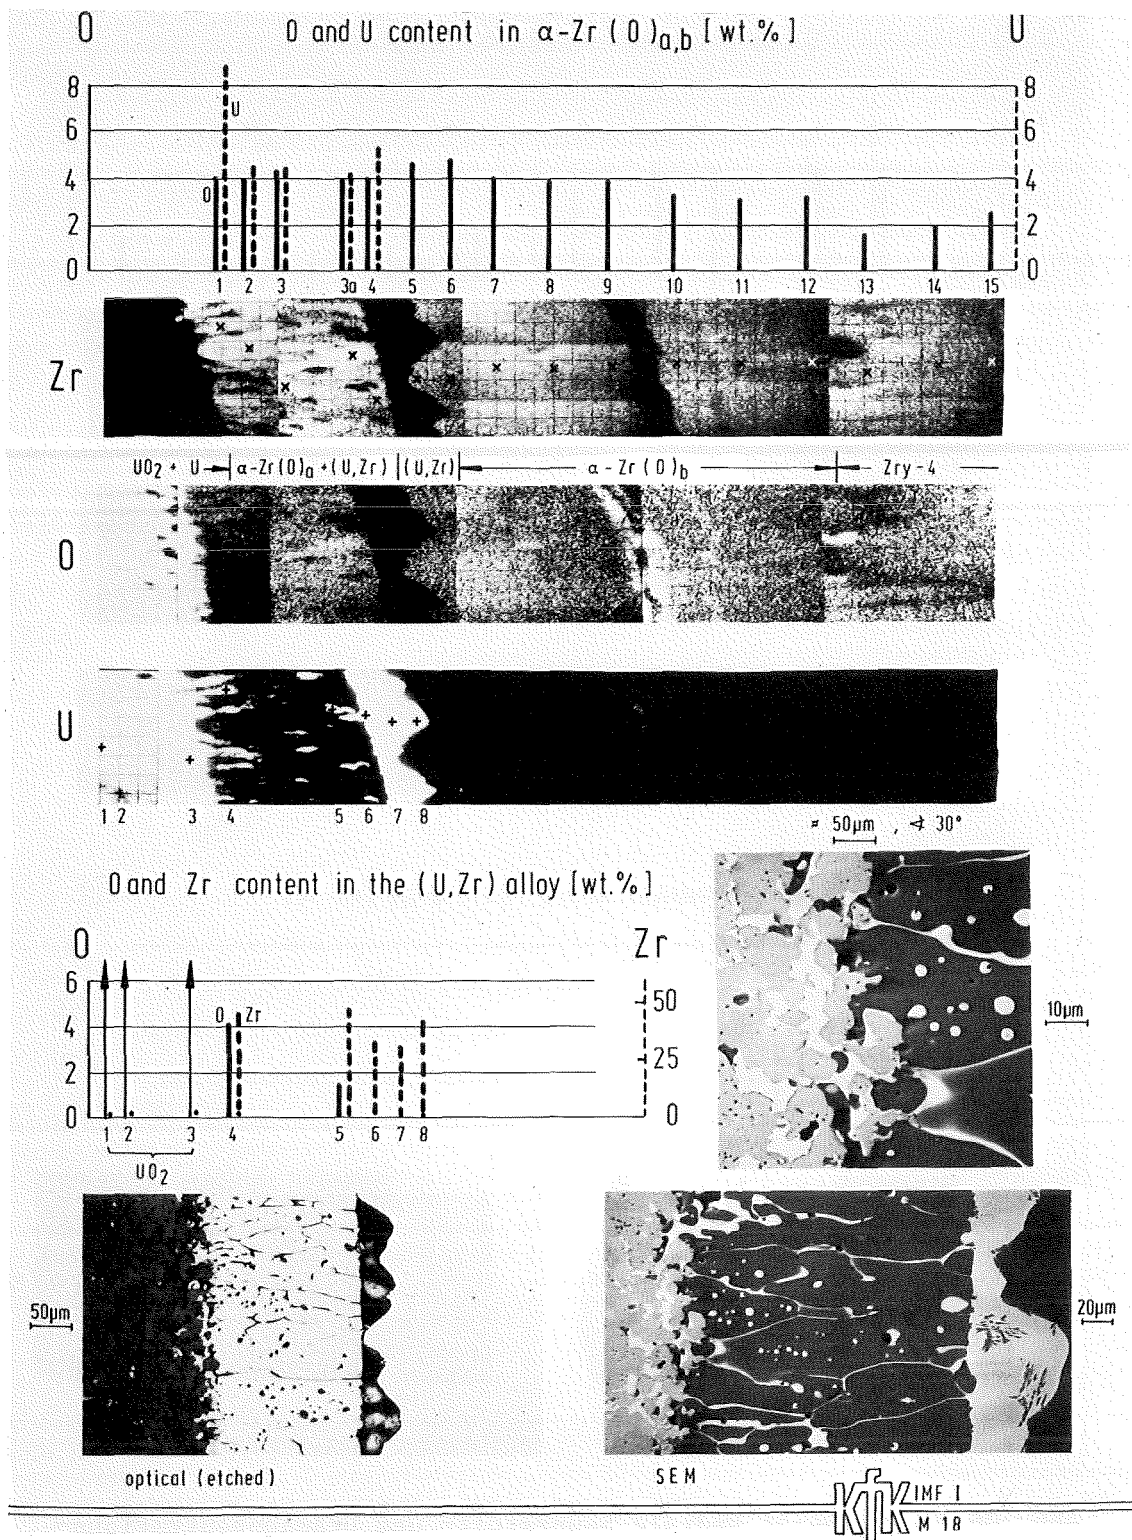 O and U content in α-Zr(O)a,b [wt.%]
O U
8 8
6 6
4 4
2 2
0 0
U
O
1 2 3 3a 4 5 6 7 8 9 10 11 12 13 14 15
Zr
UO2 + U α-Zr(O)a + (U,Zr) (U,Zr) α-Zr(O)b Zry-4
O
U
1 2 3 4 5 6 7 8
50µm , ∢ 30°
O and Zr content in the (U,Zr) alloy [wt.%]
O Zr
6
4
2
0
50
25
0
O Zr
1 2 3 4 5 6 7 8
UO2
10µm
50µm
20µm
optical (etched)
SEM
KfK IMF I
M 18